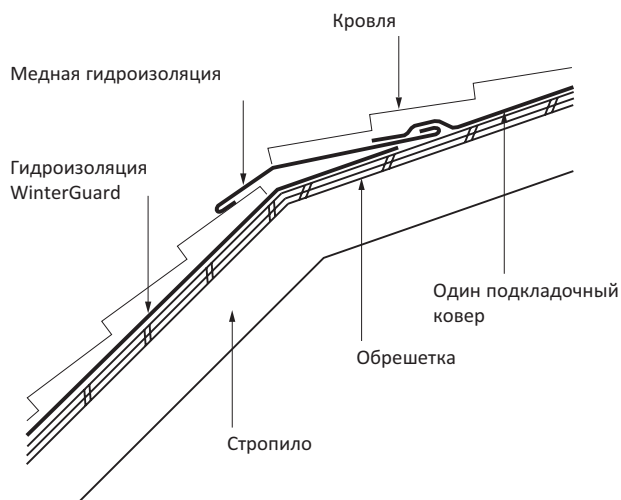 Кровля
Медная гидроизоляция
Гидроизоляция
WinterGuard
Один подкладочный
ковер
Обрешетка
Стропило